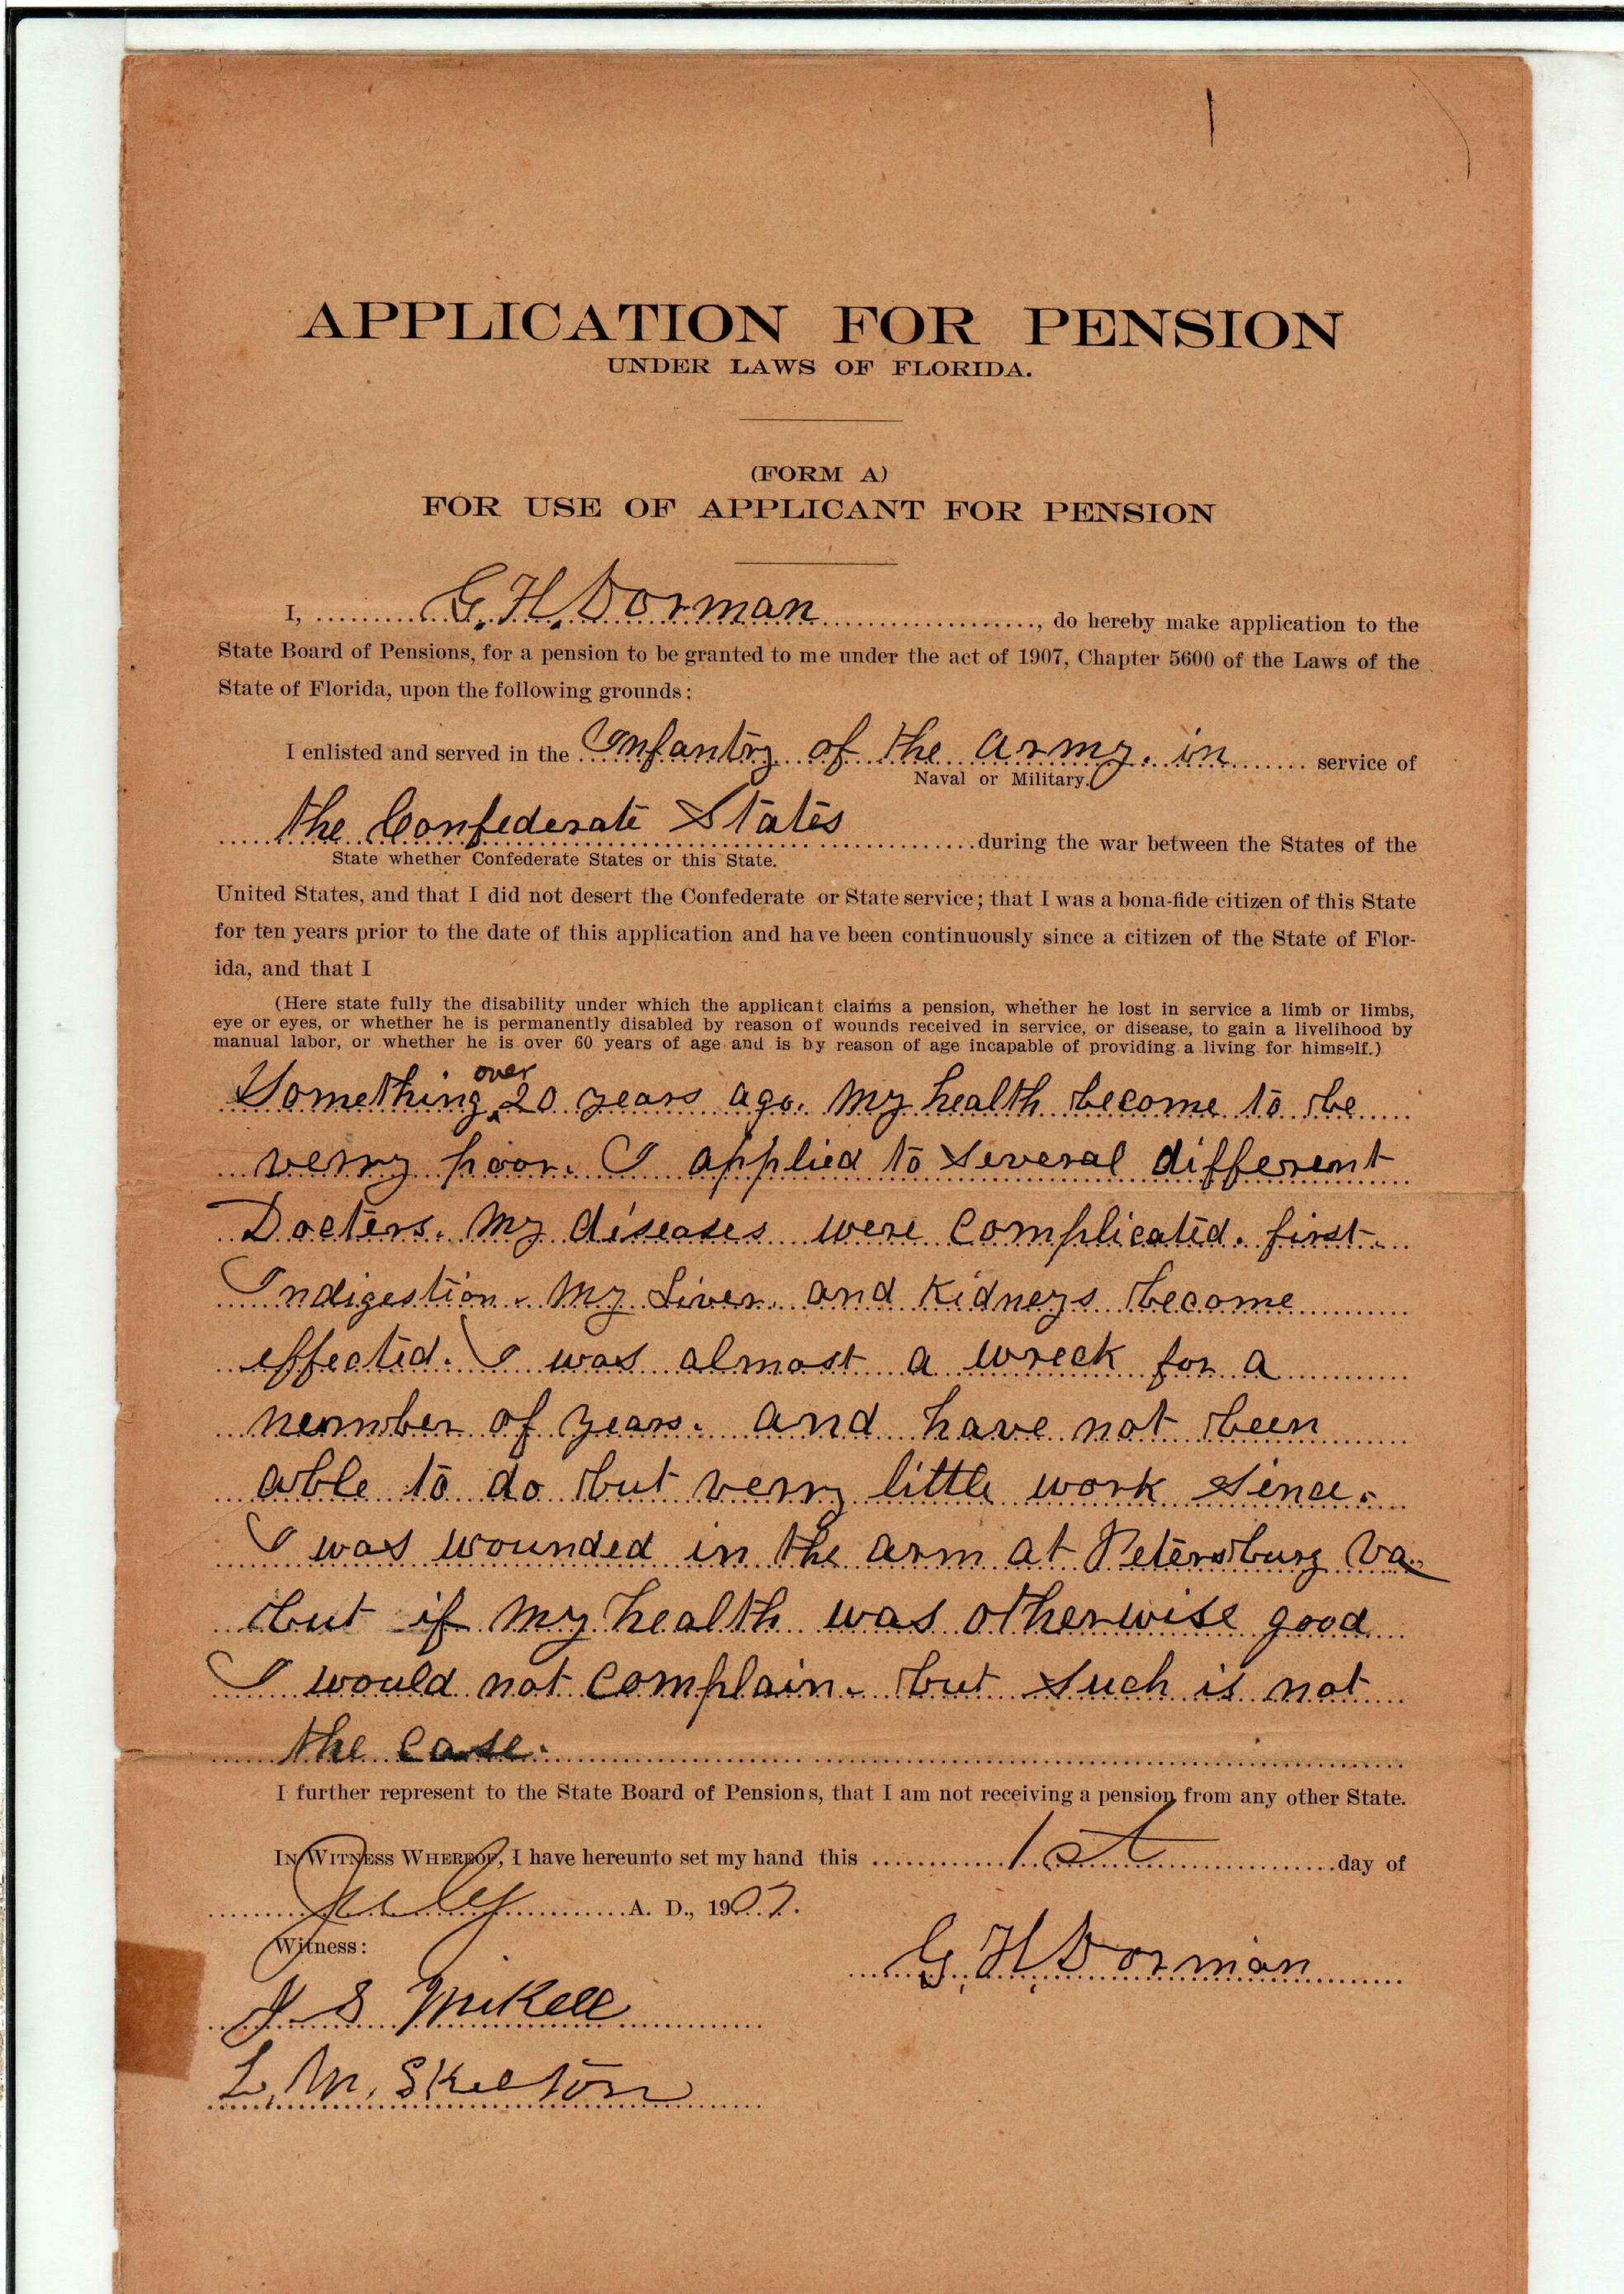 APPLICATION FOR PENSION
UNDER LAWS OF FLORIDA.
(FORM A)
FOR USE OF APPLICANT FOR PENSION
I, G. H. Dorman, do hereby make application to the
State Board of Pensions, for a pension to be granted to me under the act of 1907, Chapter 5600 of the Laws of the
State of Florida, upon the following grounds:
I enlisted and served in the Infantry of the army. in service of
Naval or Military.
the Confederate States during the war between the States of the
State whether Confederate States or this State.
United States, and that I did not desert the Confederate or State service; that I was a bona-fide citizen of this State
for ten years prior to the date of this application and have been continuously since a citizen of the State of Flor-
ida, and that I
(Here state fully the disability under which the applicant claims a pension, whether he lost in service a limb or limbs,
eye or eyes, or whether he is permanently disabled by reason of wounds received in service, or disease, to gain a livelihood by
manual labor, or whether he is over 60 years of age and is by reason of age incapable of providing a living for himself.)
Something over 20 years ago. My health become to be
verry poor. I applied to several different
Docters. My diseases were complicated. first.
Indigestion. My Liver. and Kidneys become
effected. I was almost a wreck for a
number of years. and have not been
able to do but verry little work since.
I was wounded in the arm at Petersburg Va.
but if my health was otherwise good
I would not complain. but such is not
the case.
I further represent to the State Board of Pensions, that I am not receiving a pension from any other State.
IN WITNESS WHEREOF, I have hereunto set my hand this 1st day of
July A. D., 1907.
Witness:
G. H. Dorman
J. S. Mikell
L. M. Skelton